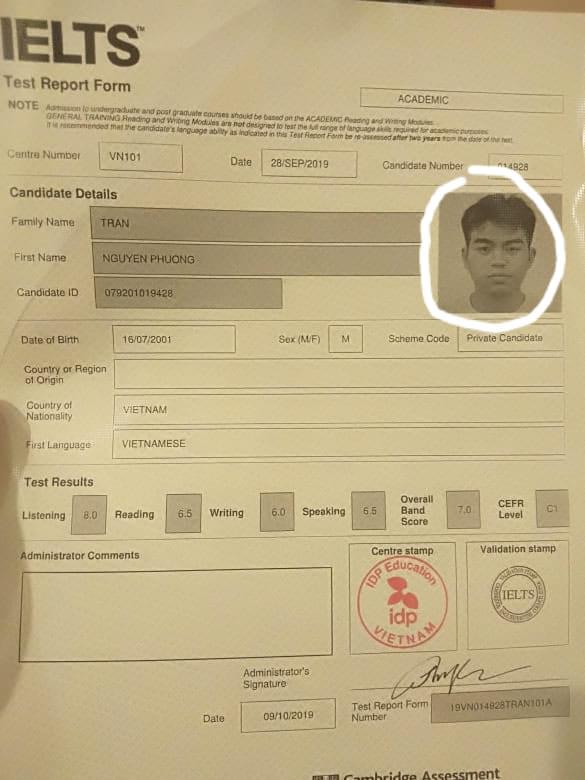 IELTS™
Test Report Form
ACADEMIC
NOTE Admission to undergraduate and post graduate courses should be based on the ACADEMIC Reading and Writing Modules.
GENERAL TRAINING Reading and Writing Modules are not designed to test the full range of language skills required for academic purposes.
It is recommended that the candidate's language ability as indicated in this Test Report Form be re-assessed after two years from the date of the test.
Centre Number VN101 Date 28/SEP/2019 Candidate Number 014928
Candidate Details
Family Name TRAN
First Name NGUYEN PHUONG
Candidate ID 079201019428
Date of Birth 16/07/2001 Sex (M/F) M Scheme Code Private Candidate
Country or Region
of Origin
Country of
Nationality VIETNAM
First Language VIETNAMESE
Test Results
Listening 8.0 Reading 6.5 Writing 6.0 Speaking 6.5 Overall Band Score 7.0 CEFR Level C1
Administrator Comments
Centre stamp
Validation stamp
IDP Education
idp
VIETNAM
IELTS
Administrator's
Signature
Date 09/10/2019
Test Report Form
Number 19VN014928TRAN101A
Cambridge Assessment